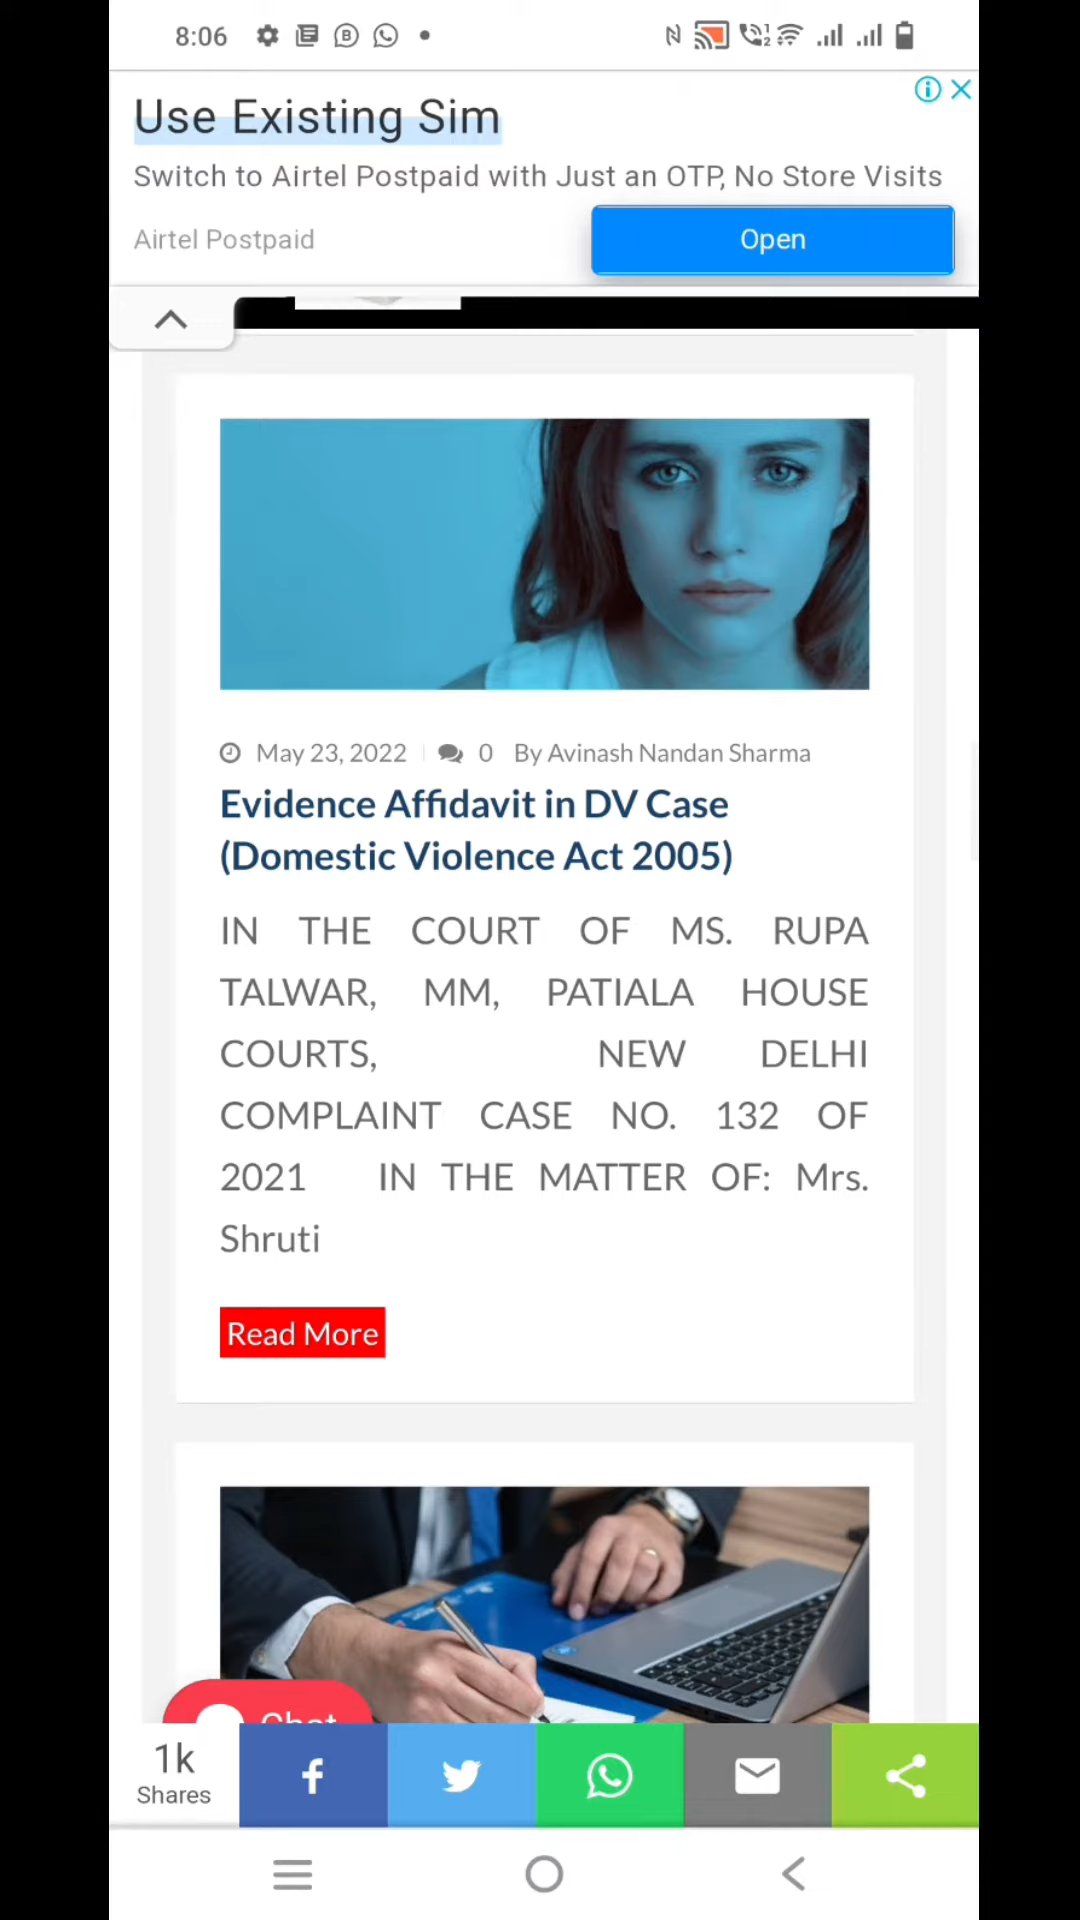 8:06
Use Existing Sim
Switch to Airtel Postpaid with Just an OTP, No Store Visits
Airtel Postpaid
Open
May 23, 2022 0 By Avinash Nandan Sharma
Evidence Affidavit in DV Case
(Domestic Violence Act 2005)
IN THE COURT OF MS. RUPA
TALWAR, MM, PATIALA HOUSE
COURTS, NEW DELHI
COMPLAINT CASE NO. 132 OF
2021 IN THE MATTER OF: Mrs.
Shruti
Read More
Chat
1k
Shares